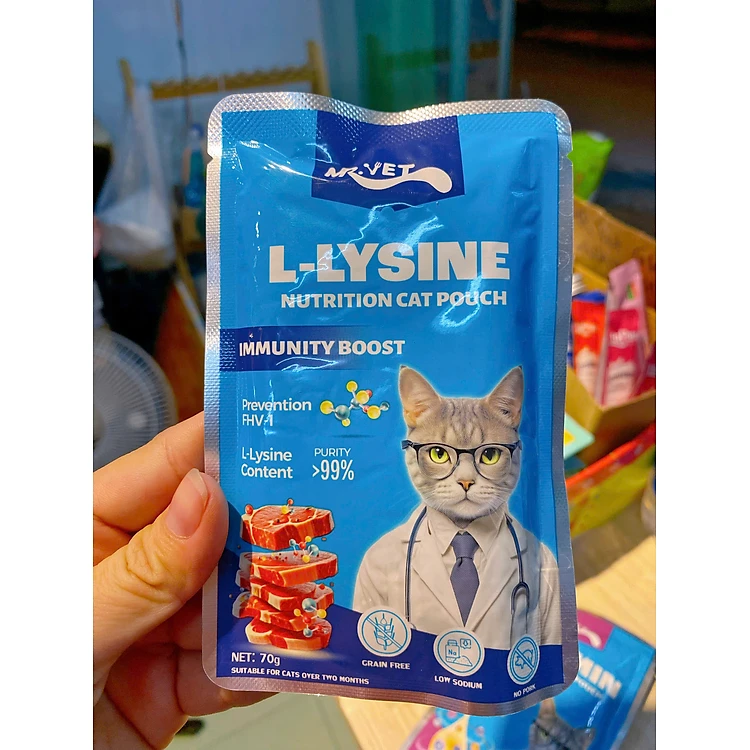 MR.VET
L-LYSINE
NUTRITION CAT POUCH
IMMUNITY BOOST
Prevention
FHV-1
L-Lysine
Content
PURITY
>99%
GRAIN FREE
Na
LOW SODIUM
NO PORK
NET: 70g
SUITABLE FOR CATS OVER TWO MONTHS